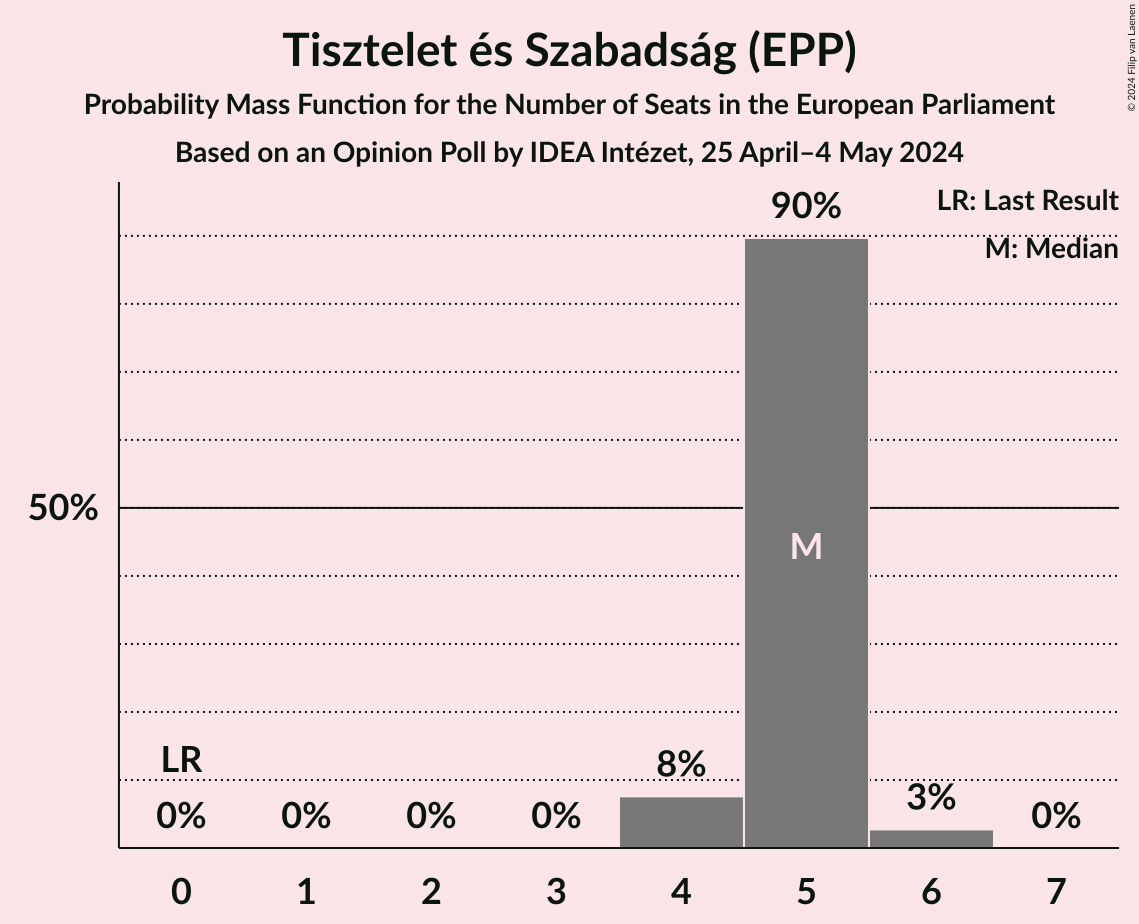 Tisztelet és Szabadság (EPP)
Probability Mass Function for the Number of Seats in the European Parliament
Based on an Opinion Poll by IDEA Intézet, 25 April–4 May 2024
© 2024 Filip van Laenen
LR: Last Result
M: Median
90%
50%
M
LR
0%
0%
0%
0%
8%
3%
0%
0 1 2 3 4 5 6 7